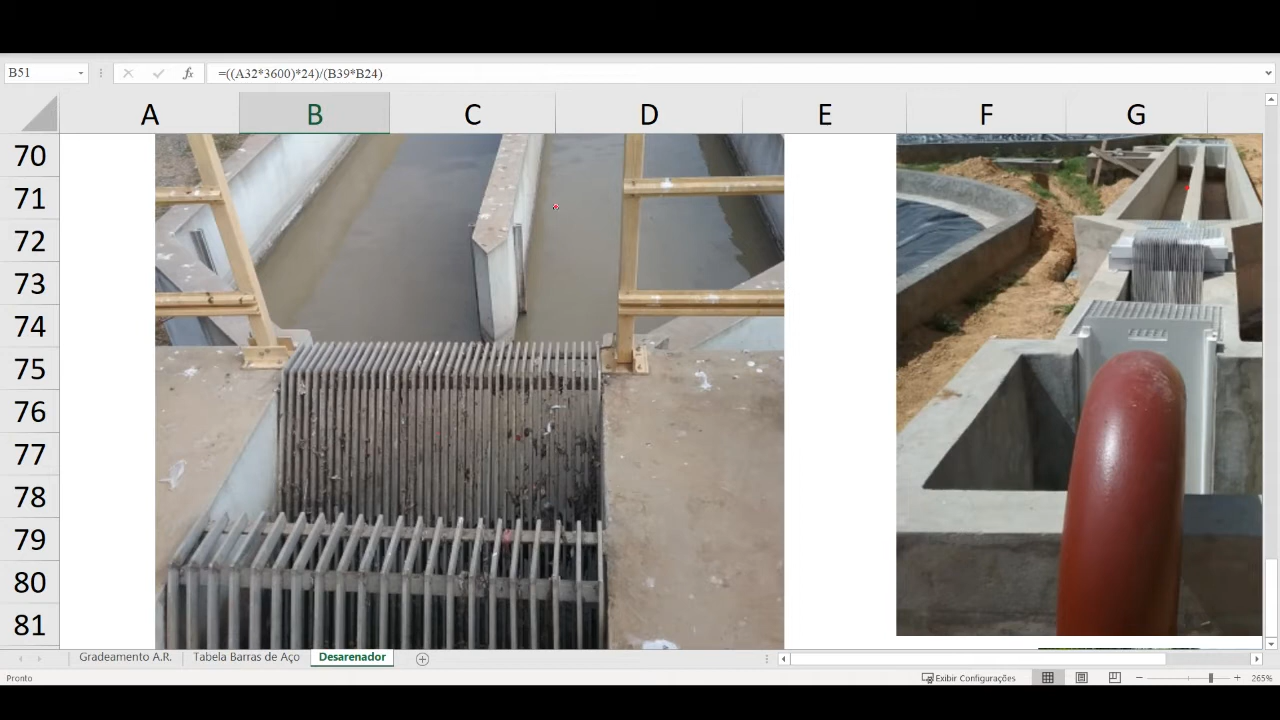 B51
fx
=((A32*3600)*24)/(B39*B24)
A B C D E F G
70
71
72
73
74
75
76
77
78
79
80
81
Gradeamento A.R. Tabela Barras de Aço Desarenador
Pronto Exibir Configurações 265%